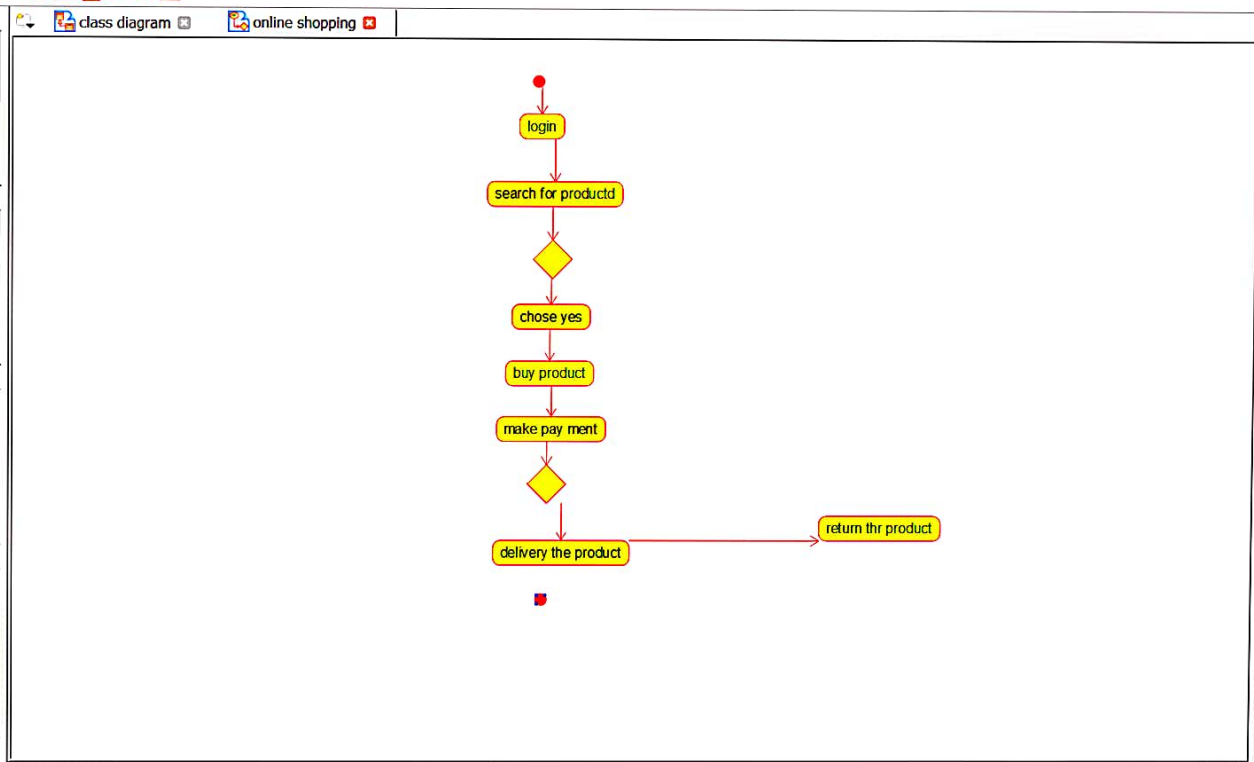 class diagram
online shopping
login
search for productd
chose yes
buy product
make pay ment
return thr product
delivery the product